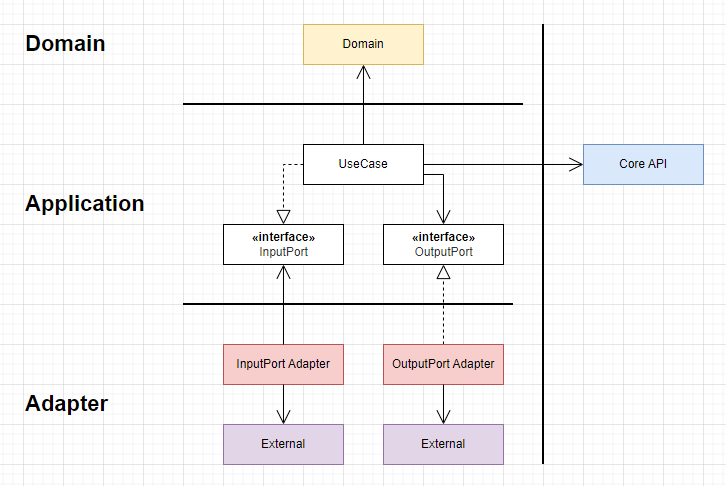 Domain
Domain
UseCase
Core API
Application
«interface»
InputPort
«interface»
OutputPort
InputPort Adapter
OutputPort Adapter
Adapter
External
External